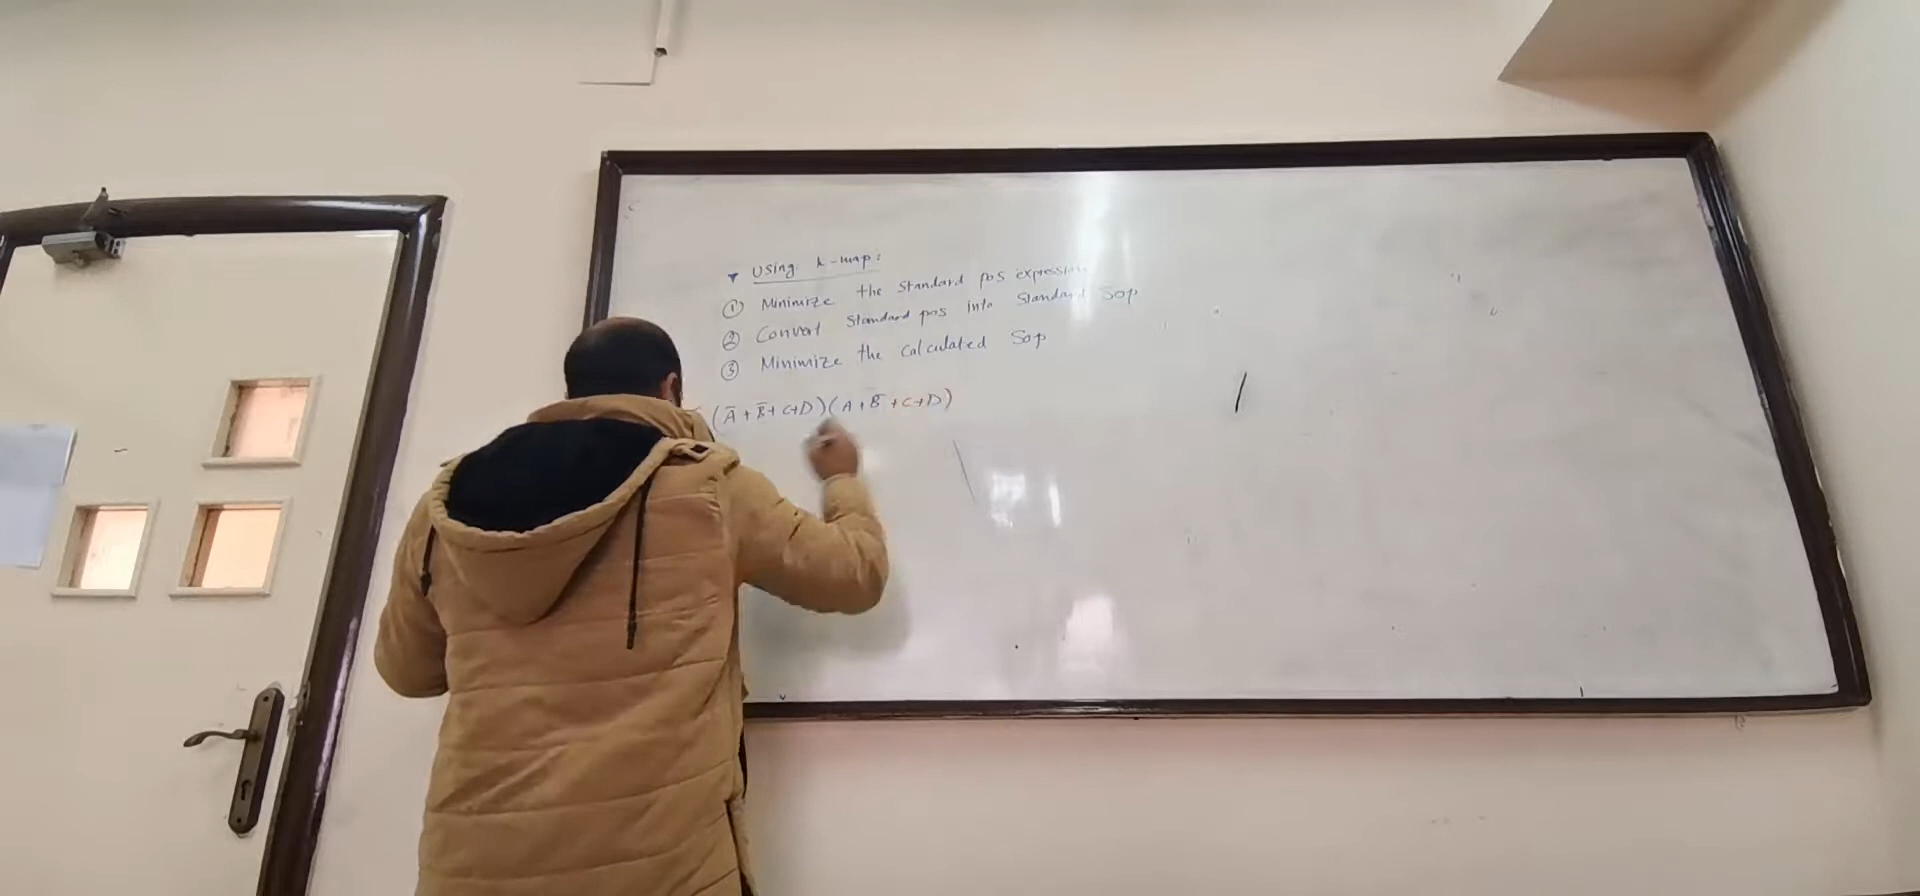 Using k-map:
① Minimize the Standard pos expression
② Convert Standard pos into Standard Sop
③ Minimize the calculated Sop
(A̅ + B̅ + C+D)(A + B̅ + C+D)